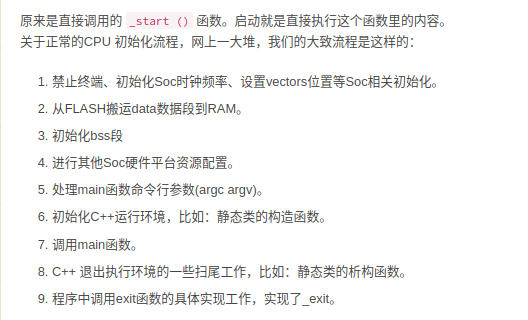 原来是直接调用的 _start () 函数。启动就是直接执行这个函数里的内容。
关于正常的CPU 初始化流程，网上一大堆，我们的大致流程是这样的：
1. 禁止终端、初始化Soc时钟频率、设置vectors位置等Soc相关初始化。
2. 从FLASH搬运data数据段到RAM。
3. 初始化bss段
4. 进行其他Soc硬件平台资源配置。
5. 处理main函数命令行参数(argc argv)。
6. 初始化C++运行环境，比如：静态类的构造函数。
7. 调用main函数。
8. C++ 退出执行环境的一些扫尾工作，比如：静态类的析构函数。
9. 程序中调用exit函数的具体实现工作，实现了_exit。